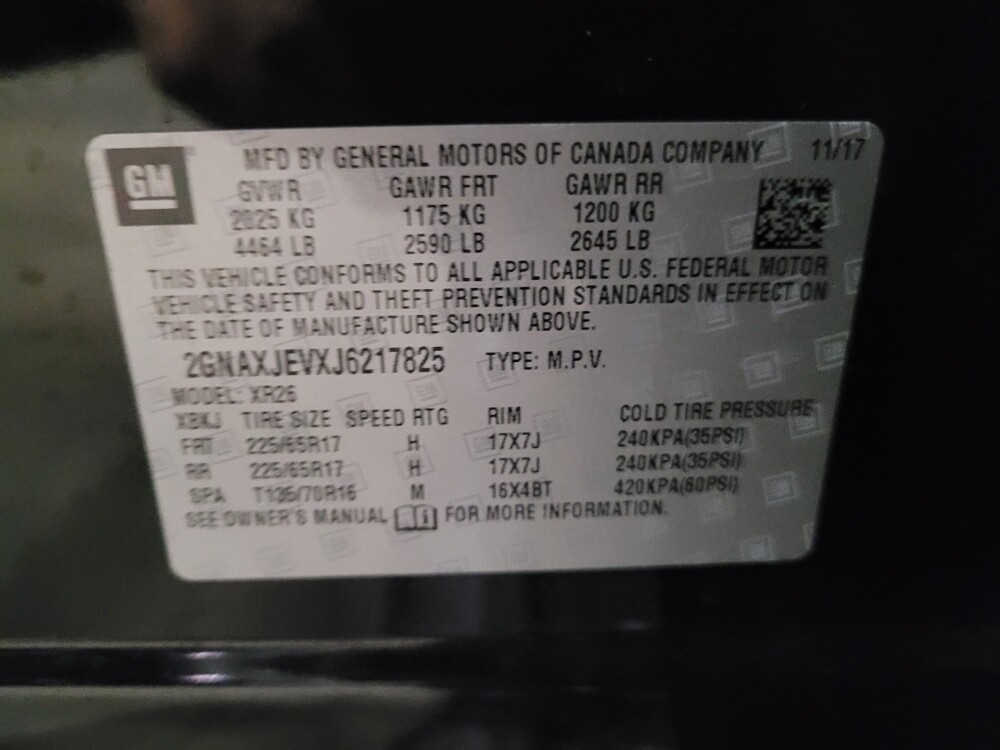 GM
MFD BY GENERAL MOTORS OF CANADA COMPANY 11/17
GVWR GAWR FRT GAWR RR
2025 KG 1175 KG 1200 KG
4464 LB 2590 LB 2645 LB
THIS VEHICLE CONFORMS TO ALL APPLICABLE U.S. FEDERAL MOTOR
VEHICLE SAFETY AND THEFT PREVENTION STANDARDS IN EFFECT ON
THE DATE OF MANUFACTURE SHOWN ABOVE.
2GNAXJEVXJ6217825 TYPE: M.P.V.
MODEL: XR26
XBKJ TIRE SIZE SPEED RTG RIM COLD TIRE PRESSURE
FRT 225/65R17 H 17X7J 240KPA(35PSI)
RR 225/65R17 H 17X7J 240KPA(35PSI)
SPA T135/70R16 M 16X4BT 420KPA(60PSI)
SEE OWNER'S MANUAL FOR MORE INFORMATION.